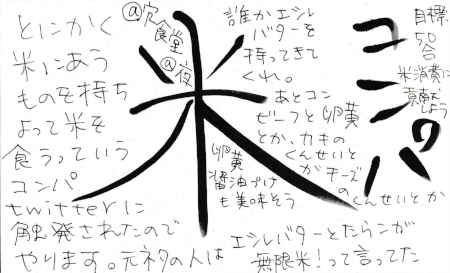 米
コンパ
@穴
食堂
@夜
とにかく
米にあう
ものを持ち
よって米を
食うっていう
コンパ
twitterに
触発されたので
やります。元ネタの人は
エシルバターとたらこが
無限米!って言ってた
誰かエシル
バターを
持ってきて
くれ。
あとコン
ビーフと卵黄
とか、カキの
くんせいと
かチーズ
のくんせいとか
卵黄
醤油づけ
も美味そう
目標
50
合
米消費に
貢献
しよう